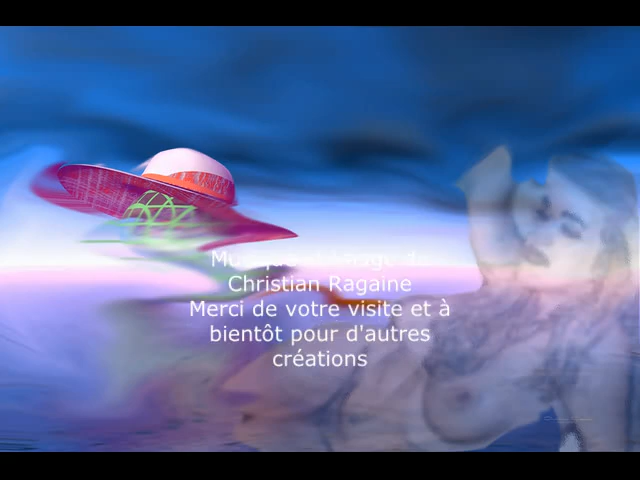 Christian Ragaine
Merci de votre visite et à
bientôt pour d'autres
créations